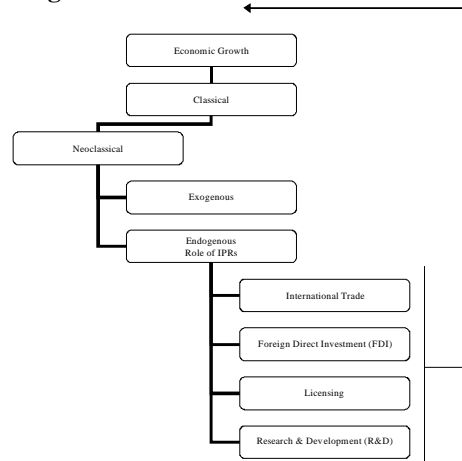 Economic Growth
Classical
Neoclassical
Exogenous
Endogenous
Role of IPRs
International Trade
Foreign Direct Investment (FDI)
Licensing
Research & Development (R&D)